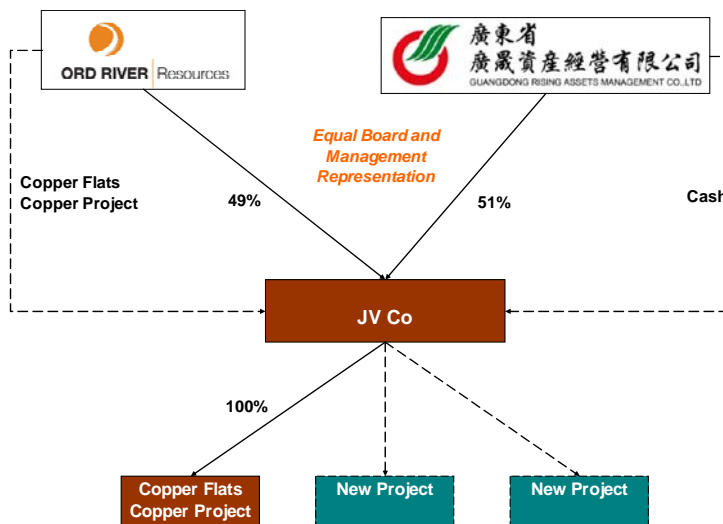 ORD RIVER Resources
廣東省
廣晟資產經營有限公司
GUANGDONG RISING ASSETS MANAGEMENT CO.,LTD
Equal Board and
Management
Representation
Copper Flats
Copper Project
49%
51%
Cash
JV Co
100%
Copper Flats
Copper Project
New Project
New Project